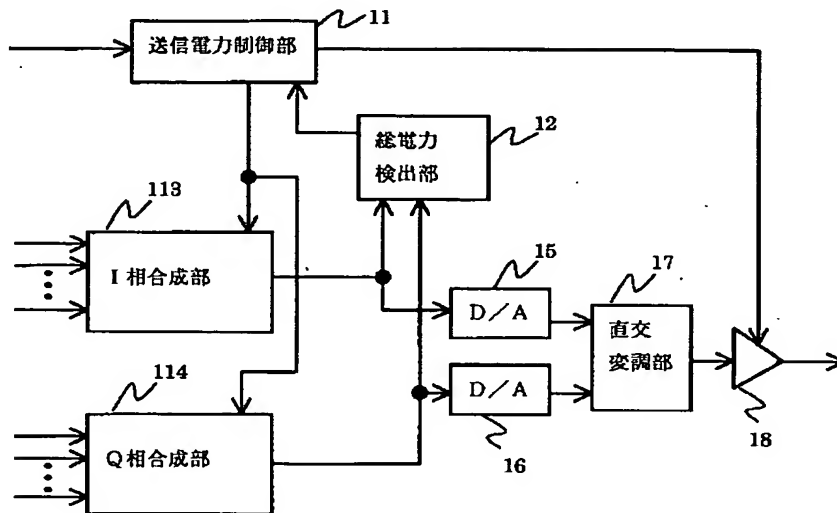 11
送信電力制御部
12
総電力
検出部
113
I相合成部
15
D/A
17
直交
変調部
114
D/A
18
16
Q相合成部